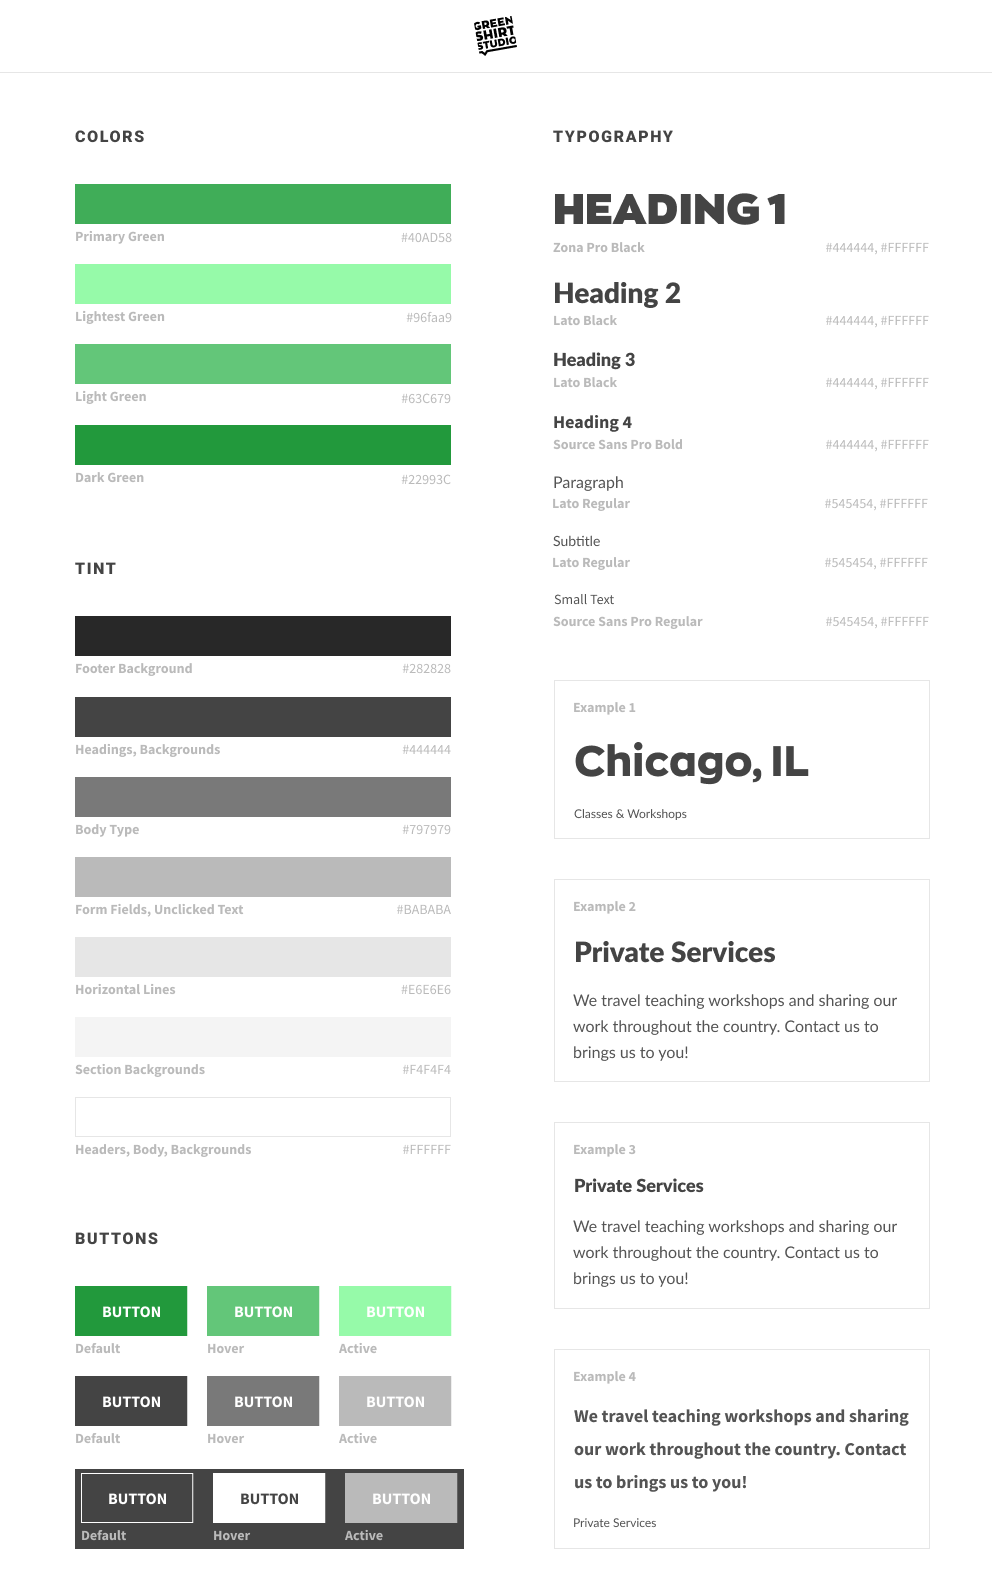 GREEN
SHIRT
STUDIO
COLORS
Primary Green #40AD58
Lightest Green #96faa9
Light Green #63C679
Dark Green #22993C
TINT
Footer Background #282828
Headings, Backgrounds #444444
Body Type #797979
Form Fields, Unclicked Text #BABABA
Horizontal Lines #E6E6E6
Section Backgrounds #F4F4F4
Headers, Body, Backgrounds #FFFFFF
BUTTONS
BUTTON BUTTON BUTTON
Default Hover Active
BUTTON BUTTON BUTTON
Default Hover Active
BUTTON BUTTON BUTTON
Default Hover Active
TYPOGRAPHY
HEADING 1
Zona Pro Black #444444, #FFFFFF
Heading 2
Lato Black #444444, #FFFFFF
Heading 3
Lato Black #444444, #FFFFFF
Heading 4
Source Sans Pro Bold #444444, #FFFFFF
Paragraph
Lato Regular #545454, #FFFFFF
Subtitle
Lato Regular #545454, #FFFFFF
Small Text
Source Sans Pro Regular #545454, #FFFFFF
Example 1
Chicago, IL
Classes & Workshops
Example 2
Private Services
We travel teaching workshops and sharing our
work throughout the country. Contact us to
brings us to you!
Example 3
Private Services
We travel teaching workshops and sharing our
work throughout the country. Contact us to
brings us to you!
Example 4
We travel teaching workshops and sharing
our work throughout the country. Contact
us to brings us to you!
Private Services